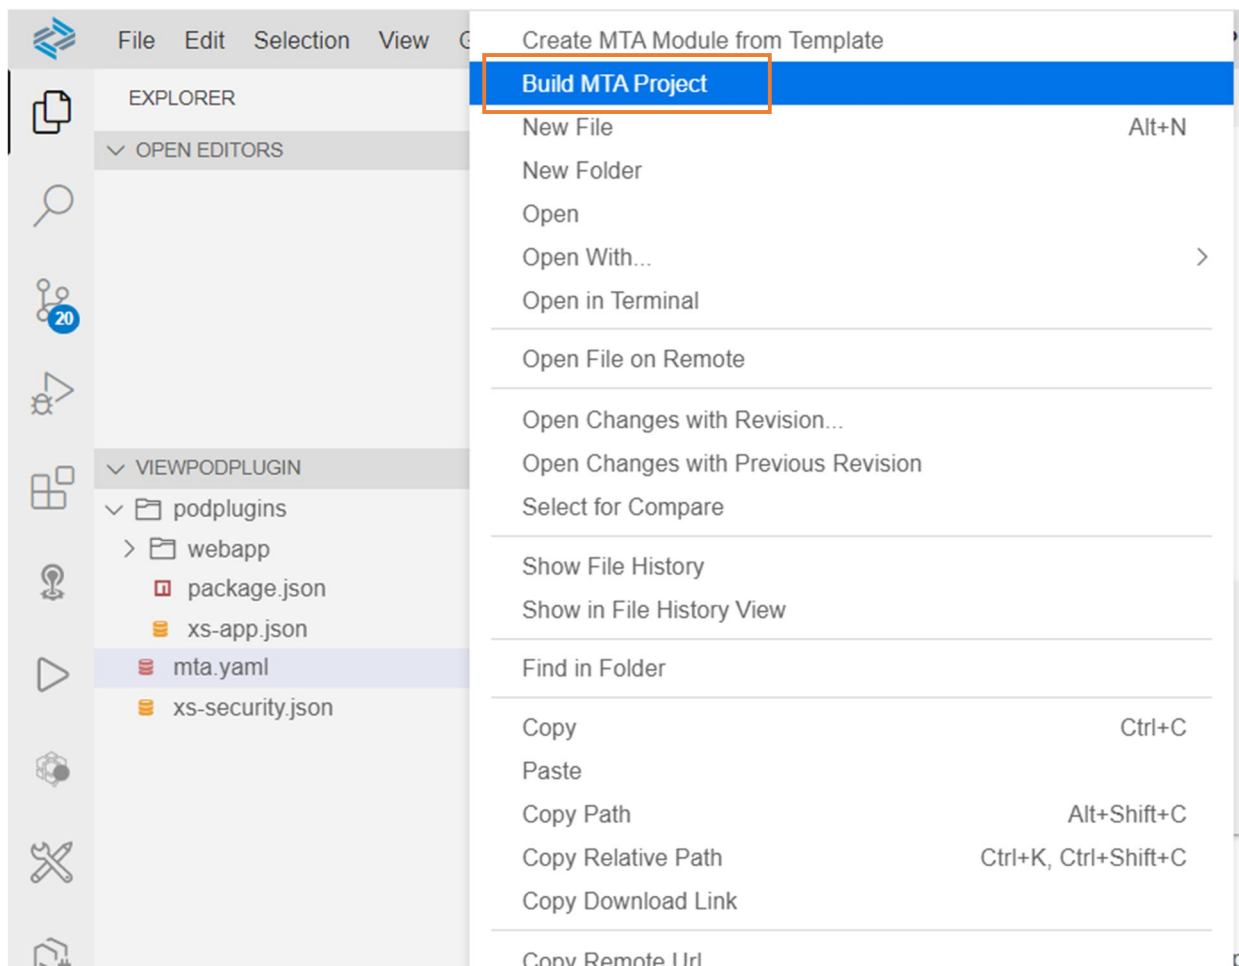 File Edit Selection View
EXPLORER
OPEN EDITORS
20
VIEWPODPLUGIN
podplugins
webapp
package.json
xs-app.json
mta.yaml
xs-security.json
Create MTA Module from Template
Build MTA Project
New File Alt+N
New Folder
Open
Open With...
Open in Terminal
Open File on Remote
Open Changes with Revision...
Open Changes with Previous Revision
Select for Compare
Show File History
Show in File History View
Find in Folder
Copy Ctrl+C
Paste
Copy Path Alt+Shift+C
Copy Relative Path Ctrl+K, Ctrl+Shift+C
Copy Download Link
Copy Remote Url